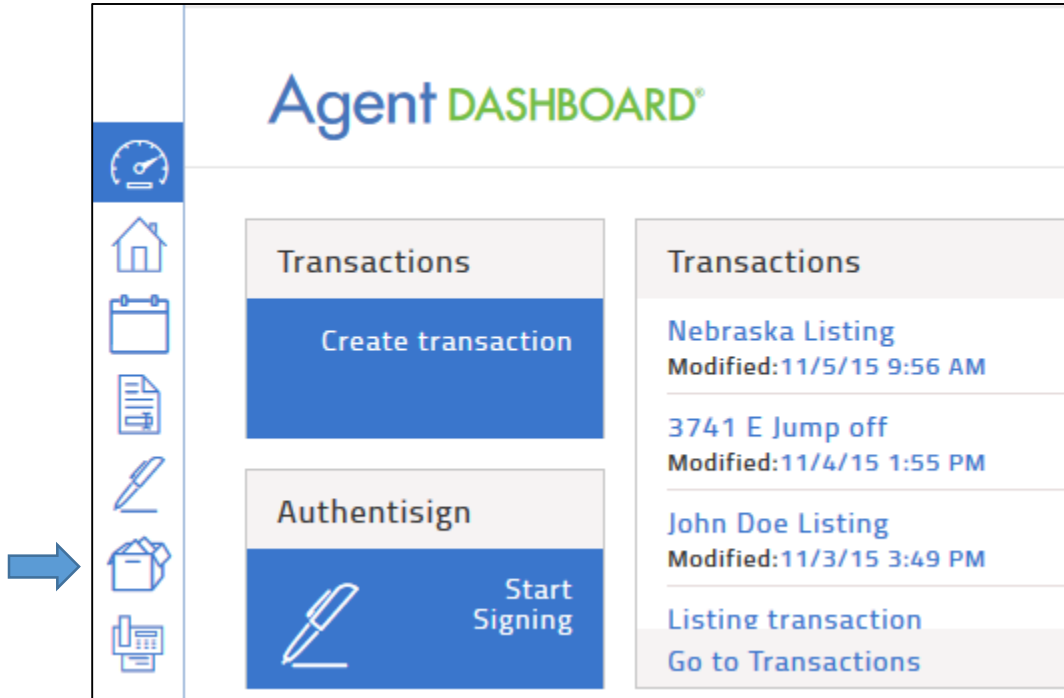 Agent DASHBOARD®
Transactions
Create transaction
Authentisign
Start
Signing
Transactions
Nebraska Listing
Modified:11/5/15 9:56 AM
3741 E Jump off
Modified:11/4/15 1:55 PM
John Doe Listing
Modified:11/3/15 3:49 PM
Listing transaction
Go to Transactions